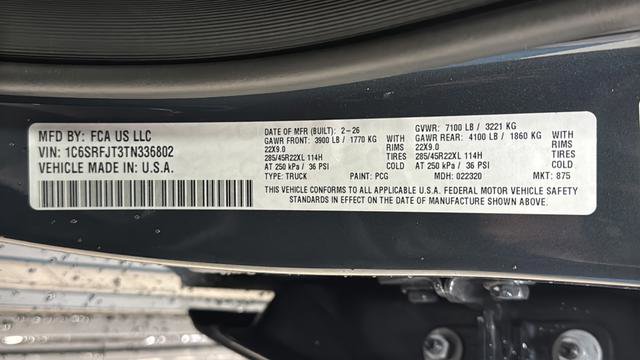 MFD BY: FCA US LLC
VIN: 1C6SRFJT3TN336802
VEHICLE MADE IN: U.S.A.
DATE OF MFR (BUILT): 2-26
GAWR FRONT: 3900 LB / 1770 KG
22X9.0 RIMS
285/45R22XL 114H TIRES
AT 250 kPa / 36 PSI COLD
TYPE: TRUCK PAINT: PCG
GVWR: 7100 LB / 3221 KG
GAWR REAR: 4100 LB / 1860 KG
22X9.0 RIMS
285/45R22XL 114H TIRES
AT 250 kPa / 36 PSI COLD
MDH: 022320 MKT: 875
THIS VEHICLE CONFORMS TO ALL APPLICABLE U.S.A. FEDERAL MOTOR VEHICLE SAFETY
STANDARDS IN EFFECT ON THE DATE OF MANUFACTURE SHOWN ABOVE.